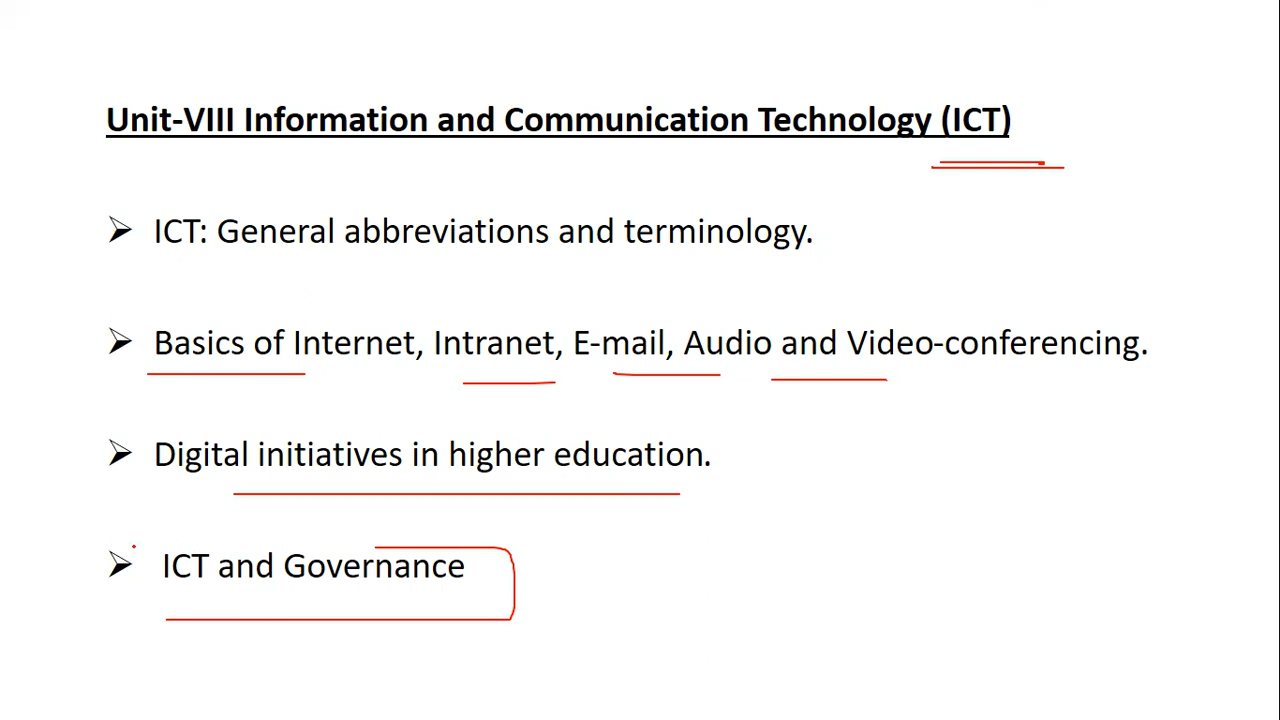 Unit-VIII Information and Communication Technology (ICT)
ICT: General abbreviations and terminology.
Basics of Internet, Intranet, E-mail, Audio and Video-conferencing.
Digital initiatives in higher education.
ICT and Governance